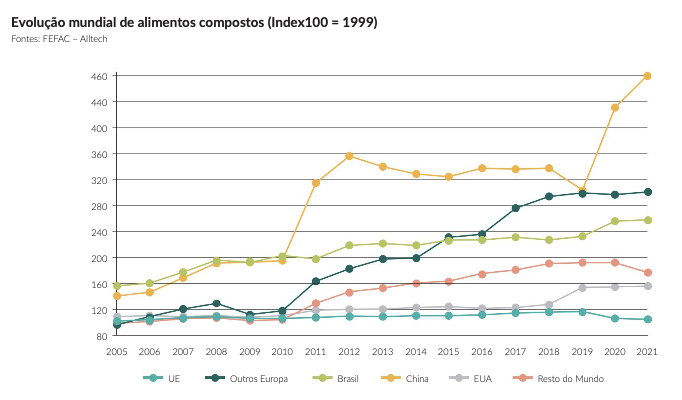 Evolução mundial de alimentos compostos (Index100 = 1999)
Fontes: FEFAC – Alltech
460
440
400
360
320
280
240
200
160
120
80
2005 2006 2007 2008 2009 2010 2011 2012 2013 2014 2015 2016 2017 2018 2019 2020 2021
UE Outros Europa Brasil China EUA Resto do Mundo